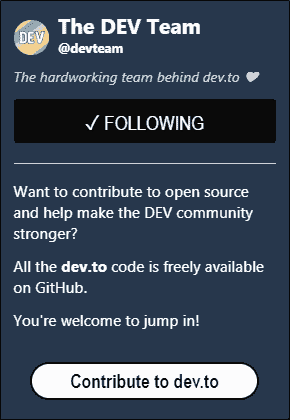 DEV
The DEV Team
@devteam
The hardworking team behind dev.to ❤
✓ FOLLOWING
Want to contribute to open source
and help make the DEV community
stronger?
All the dev.to code is freely available
on GitHub.
You're welcome to jump in!
Contribute to dev.to